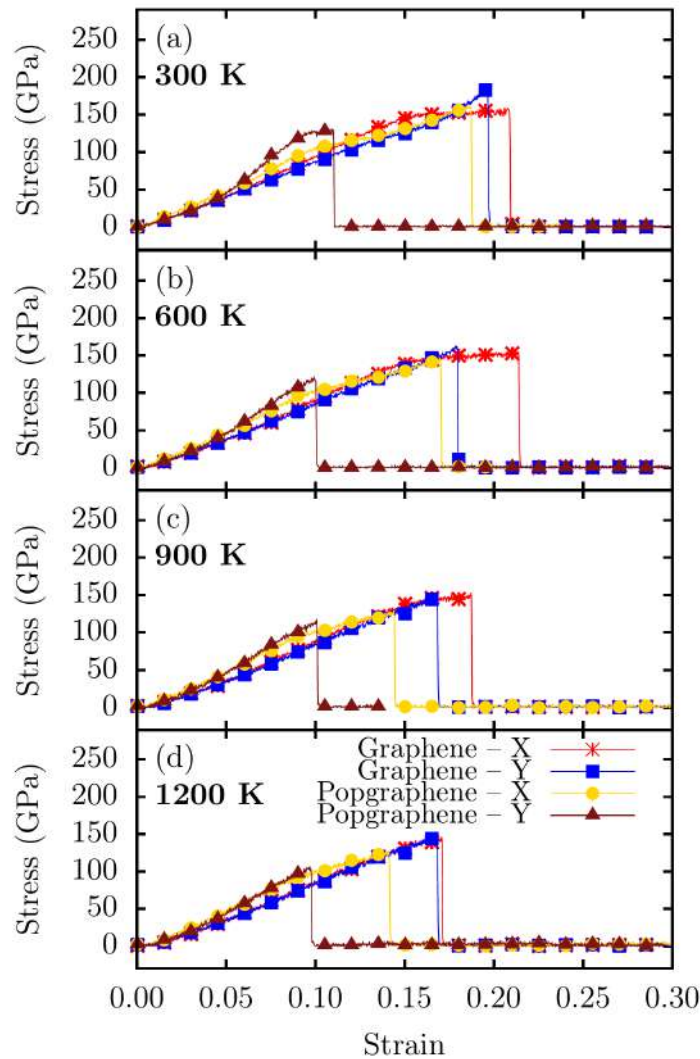 250
200
150
100
50
0
Stress (GPa)
(a)
300 K
250
200
150
100
50
0
Stress (GPa)
(b)
600 K
250
200
150
100
50
0
Stress (GPa)
(c)
900 K
250
200
150
100
50
0
Stress (GPa)
(d)
1200 K
Graphene – X
Graphene – Y
Popgraphene – X
Popgraphene – Y
0.00 0.05 0.10 0.15 0.20 0.25 0.30
Strain